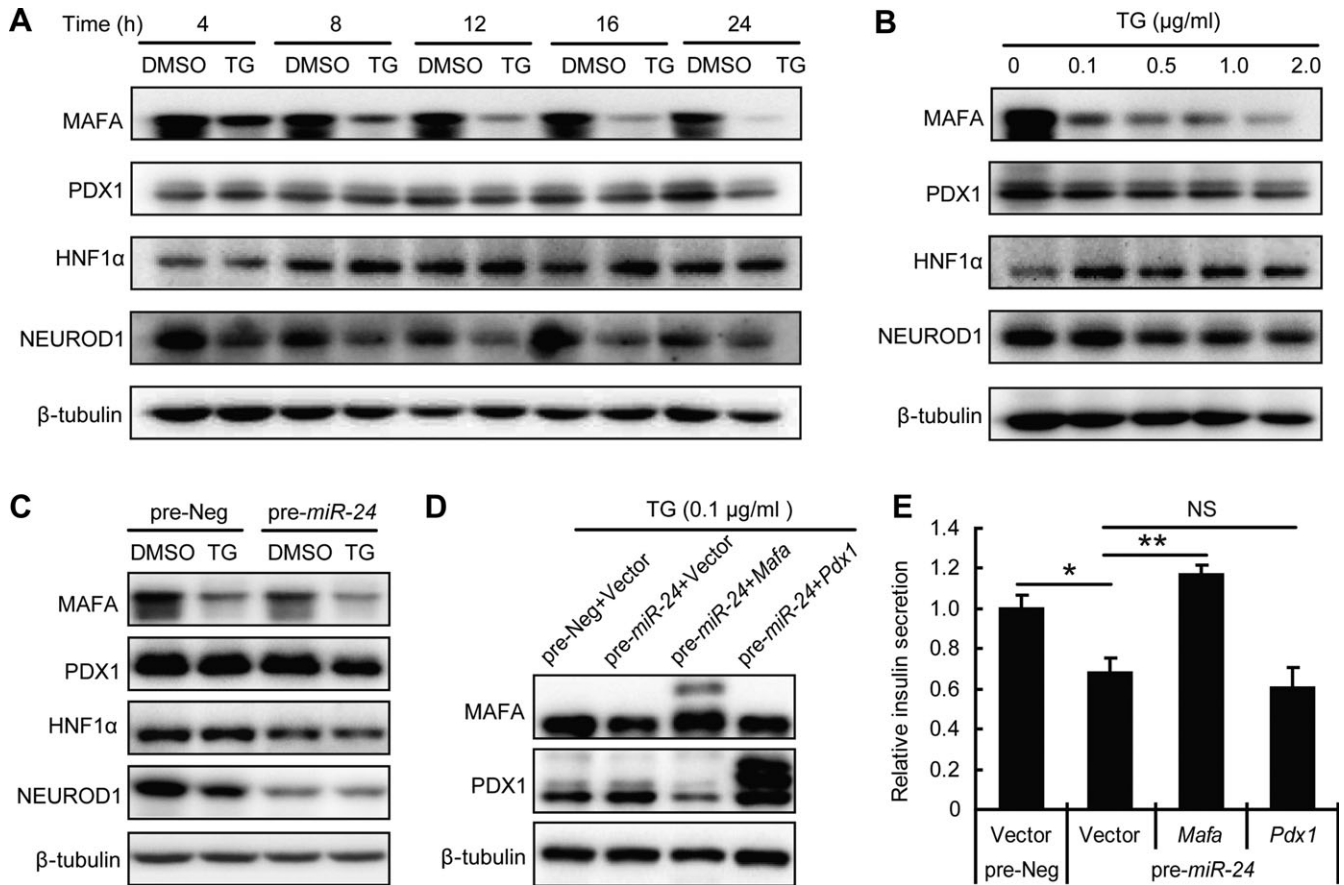 A
Time (h) 4 8 12 16 24
DMSO TG DMSO TG DMSO TG DMSO TG DMSO TG
MAFA
PDX1
HNF1α
NEUROD1
β-tubulin
B
TG (µg/ml)
0 0.1 0.5 1.0 2.0
MAFA
PDX1
HNF1α
NEUROD1
β-tubulin
C
pre-Neg pre-miR-24
DMSO TG DMSO TG
MAFA
PDX1
HNF1α
NEUROD1
β-tubulin
D
TG (0.1 µg/ml )
pre-Neg+Vector
pre-miR-24+Vector
pre-miR-24+Mafa
pre-miR-24+Pdx1
MAFA
PDX1
β-tubulin
E
NS
* **
Relative insulin secretion
1.4
1.2
1.0
0.8
0.6
0.4
0.2
0
Vector Vector Mafa Pdx1
pre-Neg pre-miR-24